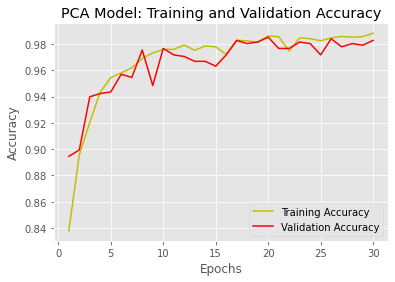 PCA Model: Training and Validation Accuracy
0.98
0.96
0.94
0.92
0.90
0.88
0.86
0.84
Accuracy
Training Accuracy
Validation Accuracy
0 5 10 15 20 25 30
Epochs